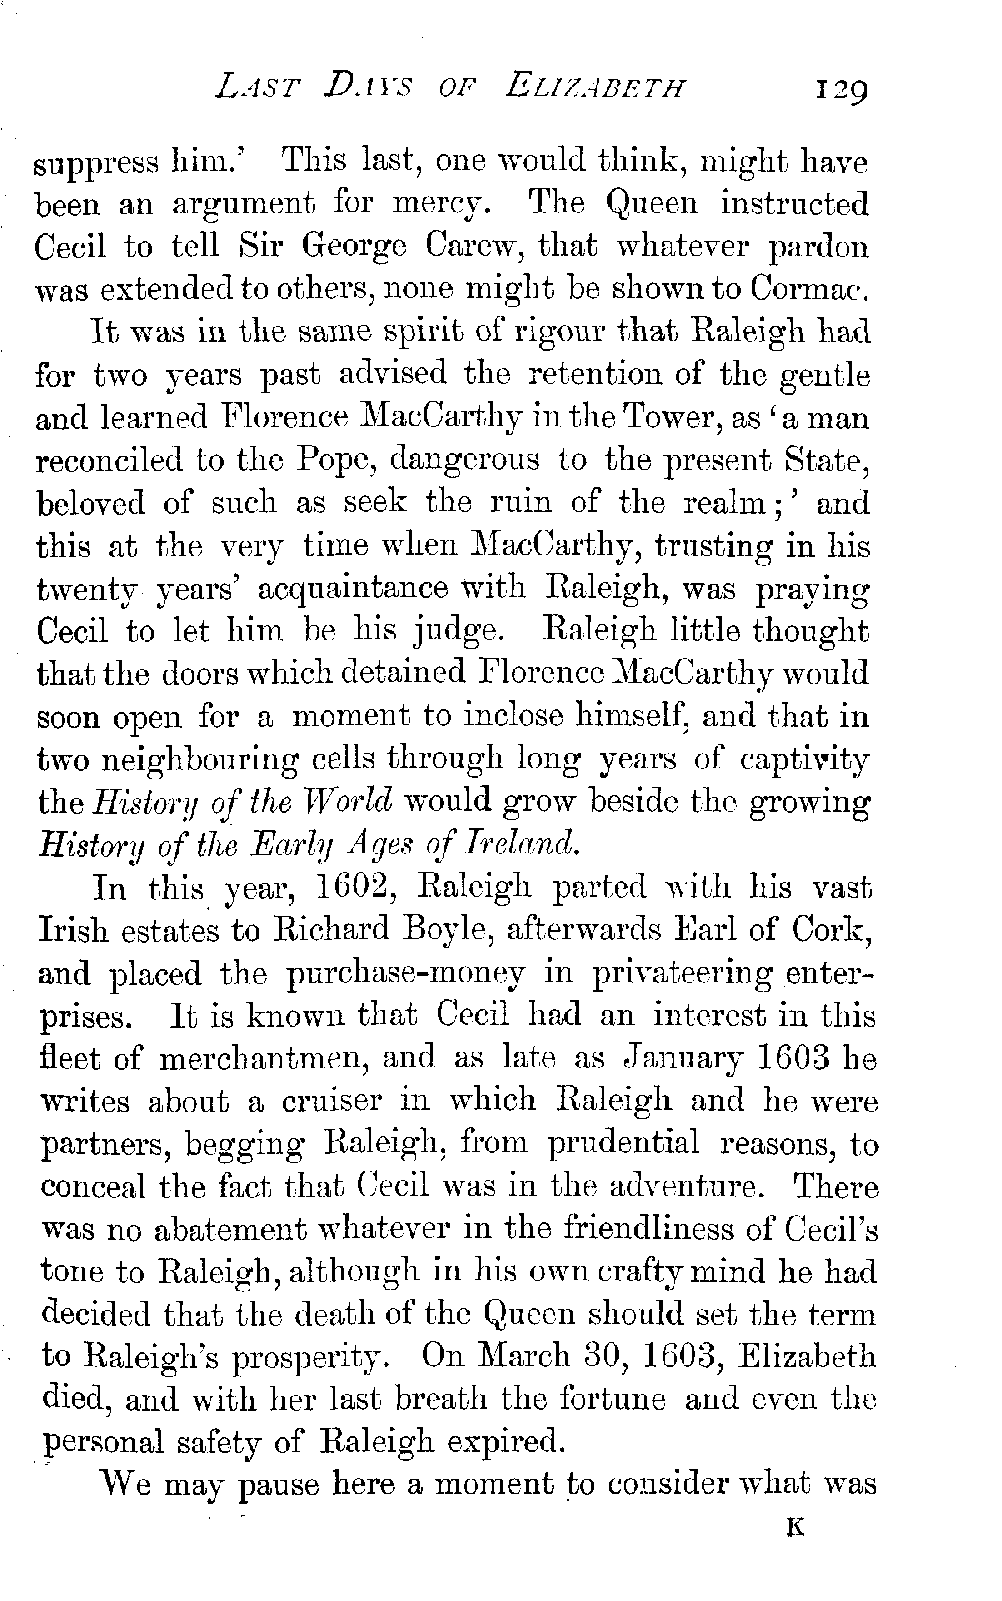 LAST DAYS OF ELIZABETH 129
suppress him.' This last, one would think, might have
been an argument for mercy. The Queen instructed
Cecil to tell Sir George Carew, that whatever pardon
was extended to others, none might be shown to Cormac.
It was in the same spirit of rigour that Raleigh had
for two years past advised the retention of the gentle
and learned Florence MacCarthy in the Tower, as 'a man
reconciled to the Pope, dangerous to the present State,
beloved of such as seek the ruin of the realm;' and
this at the very time when MacCarthy, trusting in his
twenty years' acquaintance with Raleigh, was praying
Cecil to let him be his judge. Raleigh little thought
that the doors which detained Florence MacCarthy would
soon open for a moment to inclose himself, and that in
two neighbouring cells through long years of captivity
the History of the World would grow beside the growing
History of the Early Ages of Ireland.
In this year, 1602, Raleigh parted with his vast
Irish estates to Richard Boyle, afterwards Earl of Cork,
and placed the purchase-money in privateering enter-
prises. It is known that Cecil had an interest in this
fleet of merchantmen, and as late as January 1603 he
writes about a cruiser in which Raleigh and he were
partners, begging Raleigh, from prudential reasons, to
conceal the fact that Cecil was in the adventure. There
was no abatement whatever in the friendliness of Cecil's
tone to Raleigh, although in his own crafty mind he had
decided that the death of the Queen should set the term
to Raleigh's prosperity. On March 30, 1603, Elizabeth
died, and with her last breath the fortune and even the
personal safety of Raleigh expired.
We may pause here a moment to consider what was
K